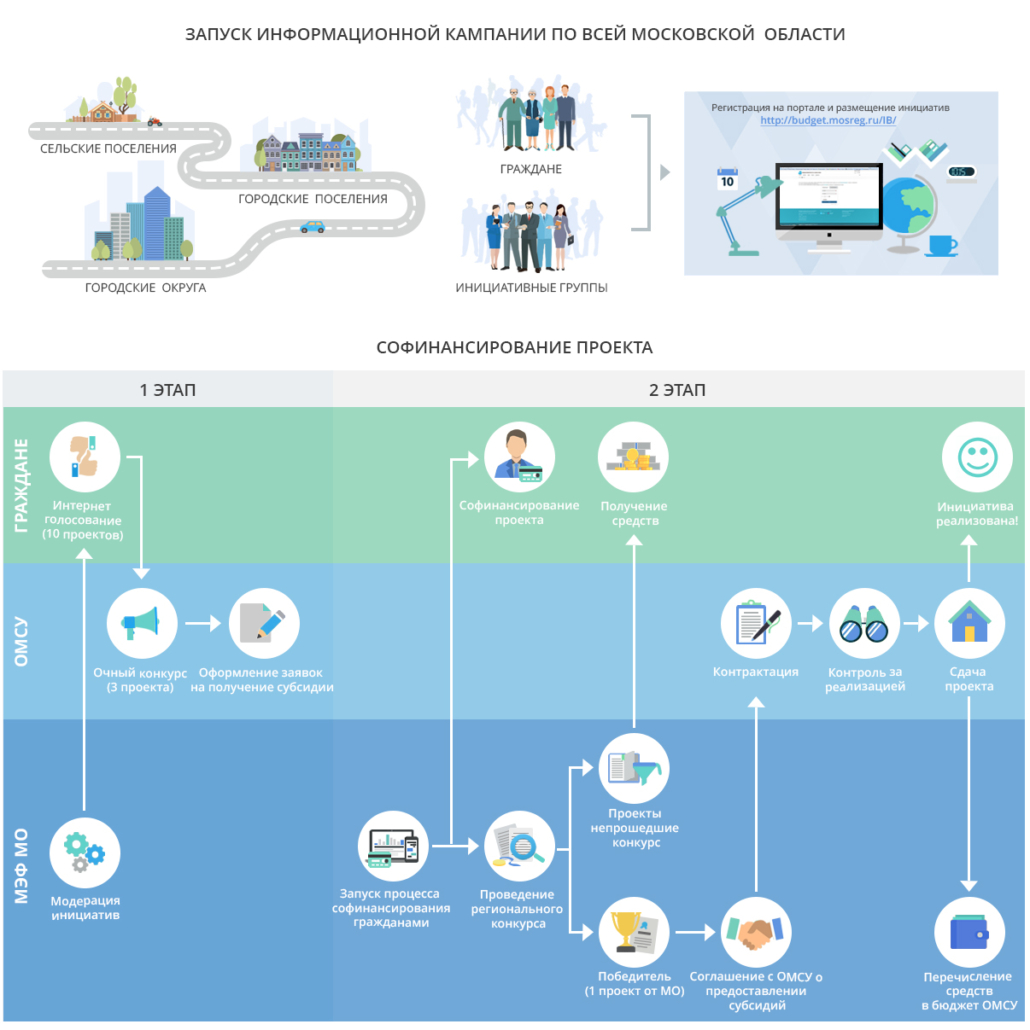 ЗАПУСК ИНФОРМАЦИОННОЙ КАМПАНИИ ПО ВСЕЙ МОСКОВСКОЙ ОБЛАСТИ
СЕЛЬСКИЕ ПОСЕЛЕНИЯ
ГОРОДСКИЕ ПОСЕЛЕНИЯ
ГОРОДСКИЕ ОКРУГА
ГРАЖДАНЕ
ИНИЦИАТИВНЫЕ ГРУППЫ
Регистрация на портале и размещение инициатив
http://budget.mosreg.ru/IB/
10
СОФИНАНСИРОВАНИЕ ПРОЕКТА
1 ЭТАП
2 ЭТАП
ГРАЖДАНЕ
Интернет
голосование
(10 проектов)
Софинансирование
проекта
Получение
средств
Инициатива
реализована!
ОМСУ
Очный конкурс
(3 проекта)
Оформление заявок
на получение субсидии
Контрактация
Контроль за
реализацией
Сдача
проекта
МЭФ МО
Модерация
инициатив
Запуск процесса
софинансирования
гражданами
Проведение
регионального
конкурса
Проекты
непрошедшие
конкурс
Победитель
(1 проект от МО)
Соглашение с ОМСУ о
предоставлении
субсидий
Перечисление
средств
в бюджет ОМСУ